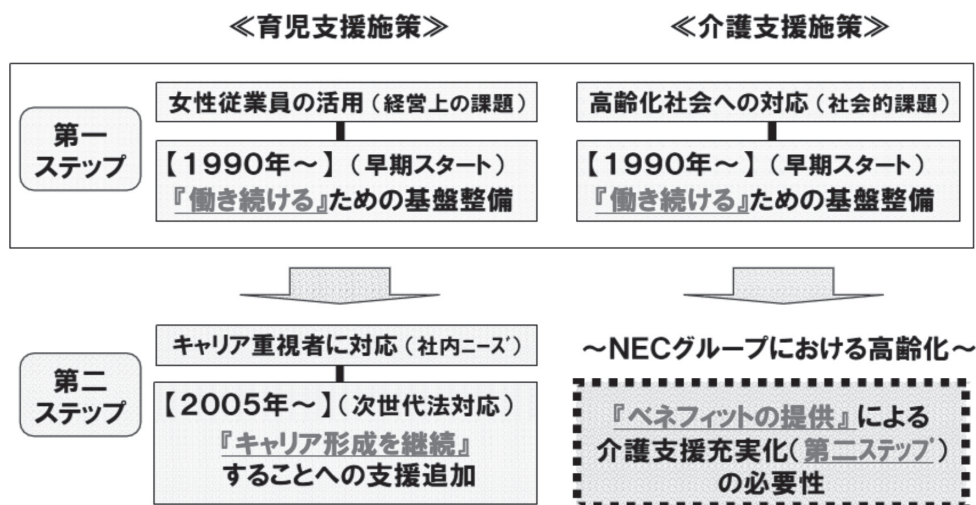 ≪育児支援施策≫
≪介護支援施策≫
第一
ステップ
女性従業員の活用（経営上の課題）
【1990年～】（早期スタート）
『働き続ける』ための基盤整備
高齢化社会への対応（社会的課題）
【1990年～】（早期スタート）
『働き続ける』ための基盤整備
第二
ステップ
キャリア重視者に対応（社内ニーズ）
【2005年～】（次世代法対応）
『キャリア形成を継続』
することへの支援追加
～NECグループにおける高齢化～
『ベネフィットの提供』による
介護支援充実化（第二ステップ）
の必要性